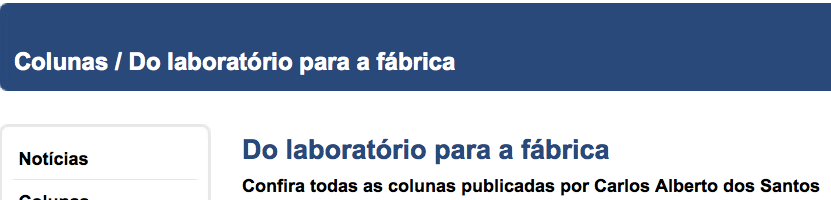 Colunas / Do laboratório para a fábrica
Notícias
Do laboratório para a fábrica
Confira todas as colunas publicadas por Carlos Alberto dos Santos
Colunas